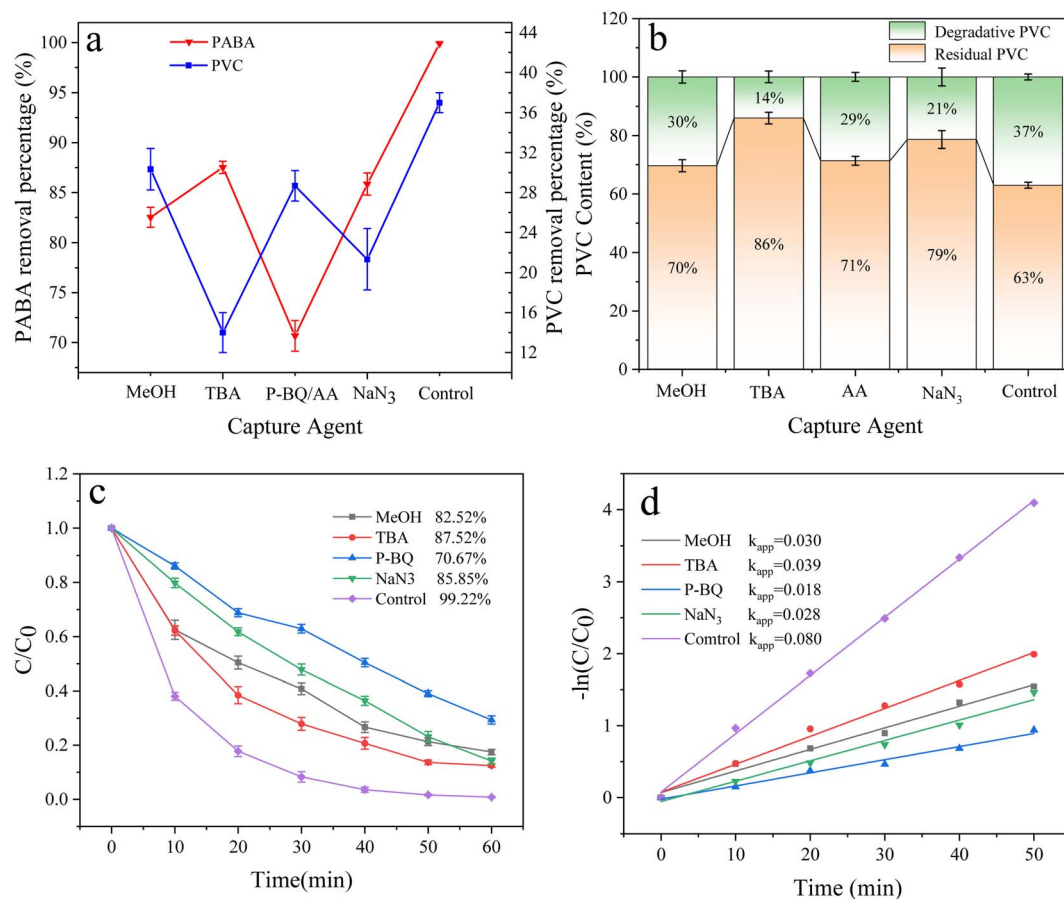 a
PABA
PVC
PABA removal percentage (%)
100
95
90
85
80
75
70
PVC removal percentage (%)
44
40
36
32
28
24
20
16
12
MeOH TBA P-BQ/AA NaN3 Control
Capture Agent
b
Degradative PVC
Residual PVC
PVC Content (%)
120
100
80
60
40
20
0
30% 14% 29% 21% 37%
70% 86% 71% 79% 63%
MeOH TBA AA NaN3 Control
Capture Agent
c
MeOH 82.52%
TBA 87.52%
P-BQ 70.67%
NaN3 85.85%
Control 99.22%
C/C0
1.2
1.0
0.8
0.6
0.4
0.2
0.0
0 10 20 30 40 50 60
Time(min)
d
MeOH kapp=0.030
TBA kapp=0.039
P-BQ kapp=0.018
NaN3 kapp=0.028
Comtrol kapp=0.080
-ln(C/C0)
4
3
2
1
0
0 10 20 30 40 50
Time (min)